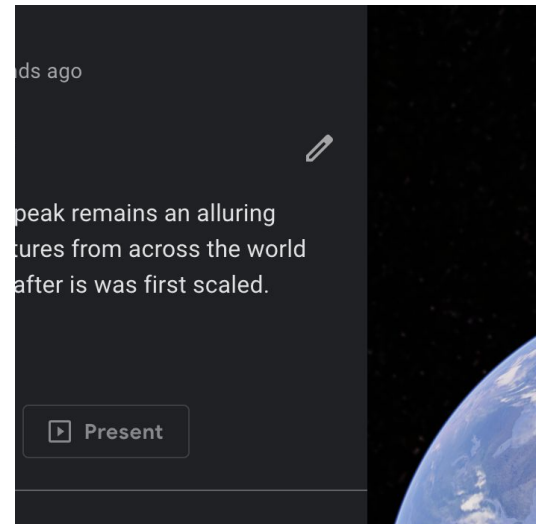 ds ago
peak remains an alluring
tures from across the world
after is was first scaled.
Present